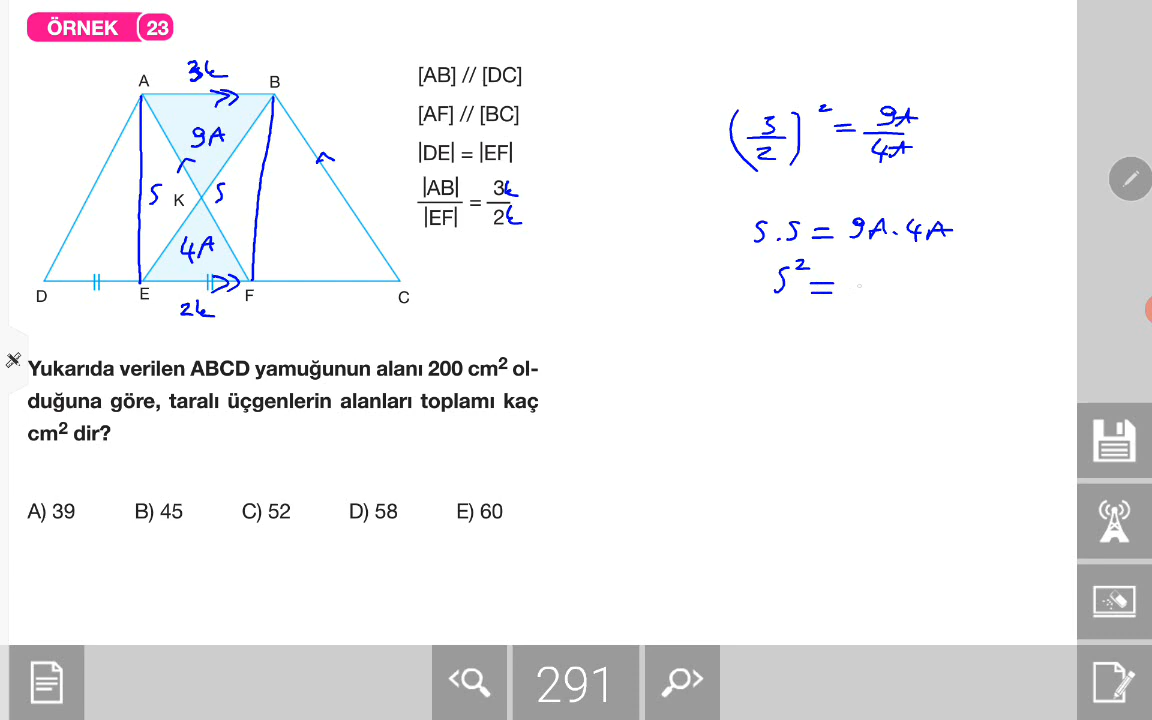 ÖRNEK 23
3k
A
B
9A
S
K
S
4A
D
E
F
C
2k
[AB] // [DC]
[AF] // [BC]
|DE| = |EF|
|AB| / |EF| = 3k / 2k
(3/2)² = 9A/4A
S.S = 9A.4A
S² =
Yukarıda verilen ABCD yamuğunun alanı 200 cm² ol-
duğuna göre, taralı üçgenlerin alanları toplamı kaç
cm² dir?
A) 39 B) 45 C) 52 D) 58 E) 60
291